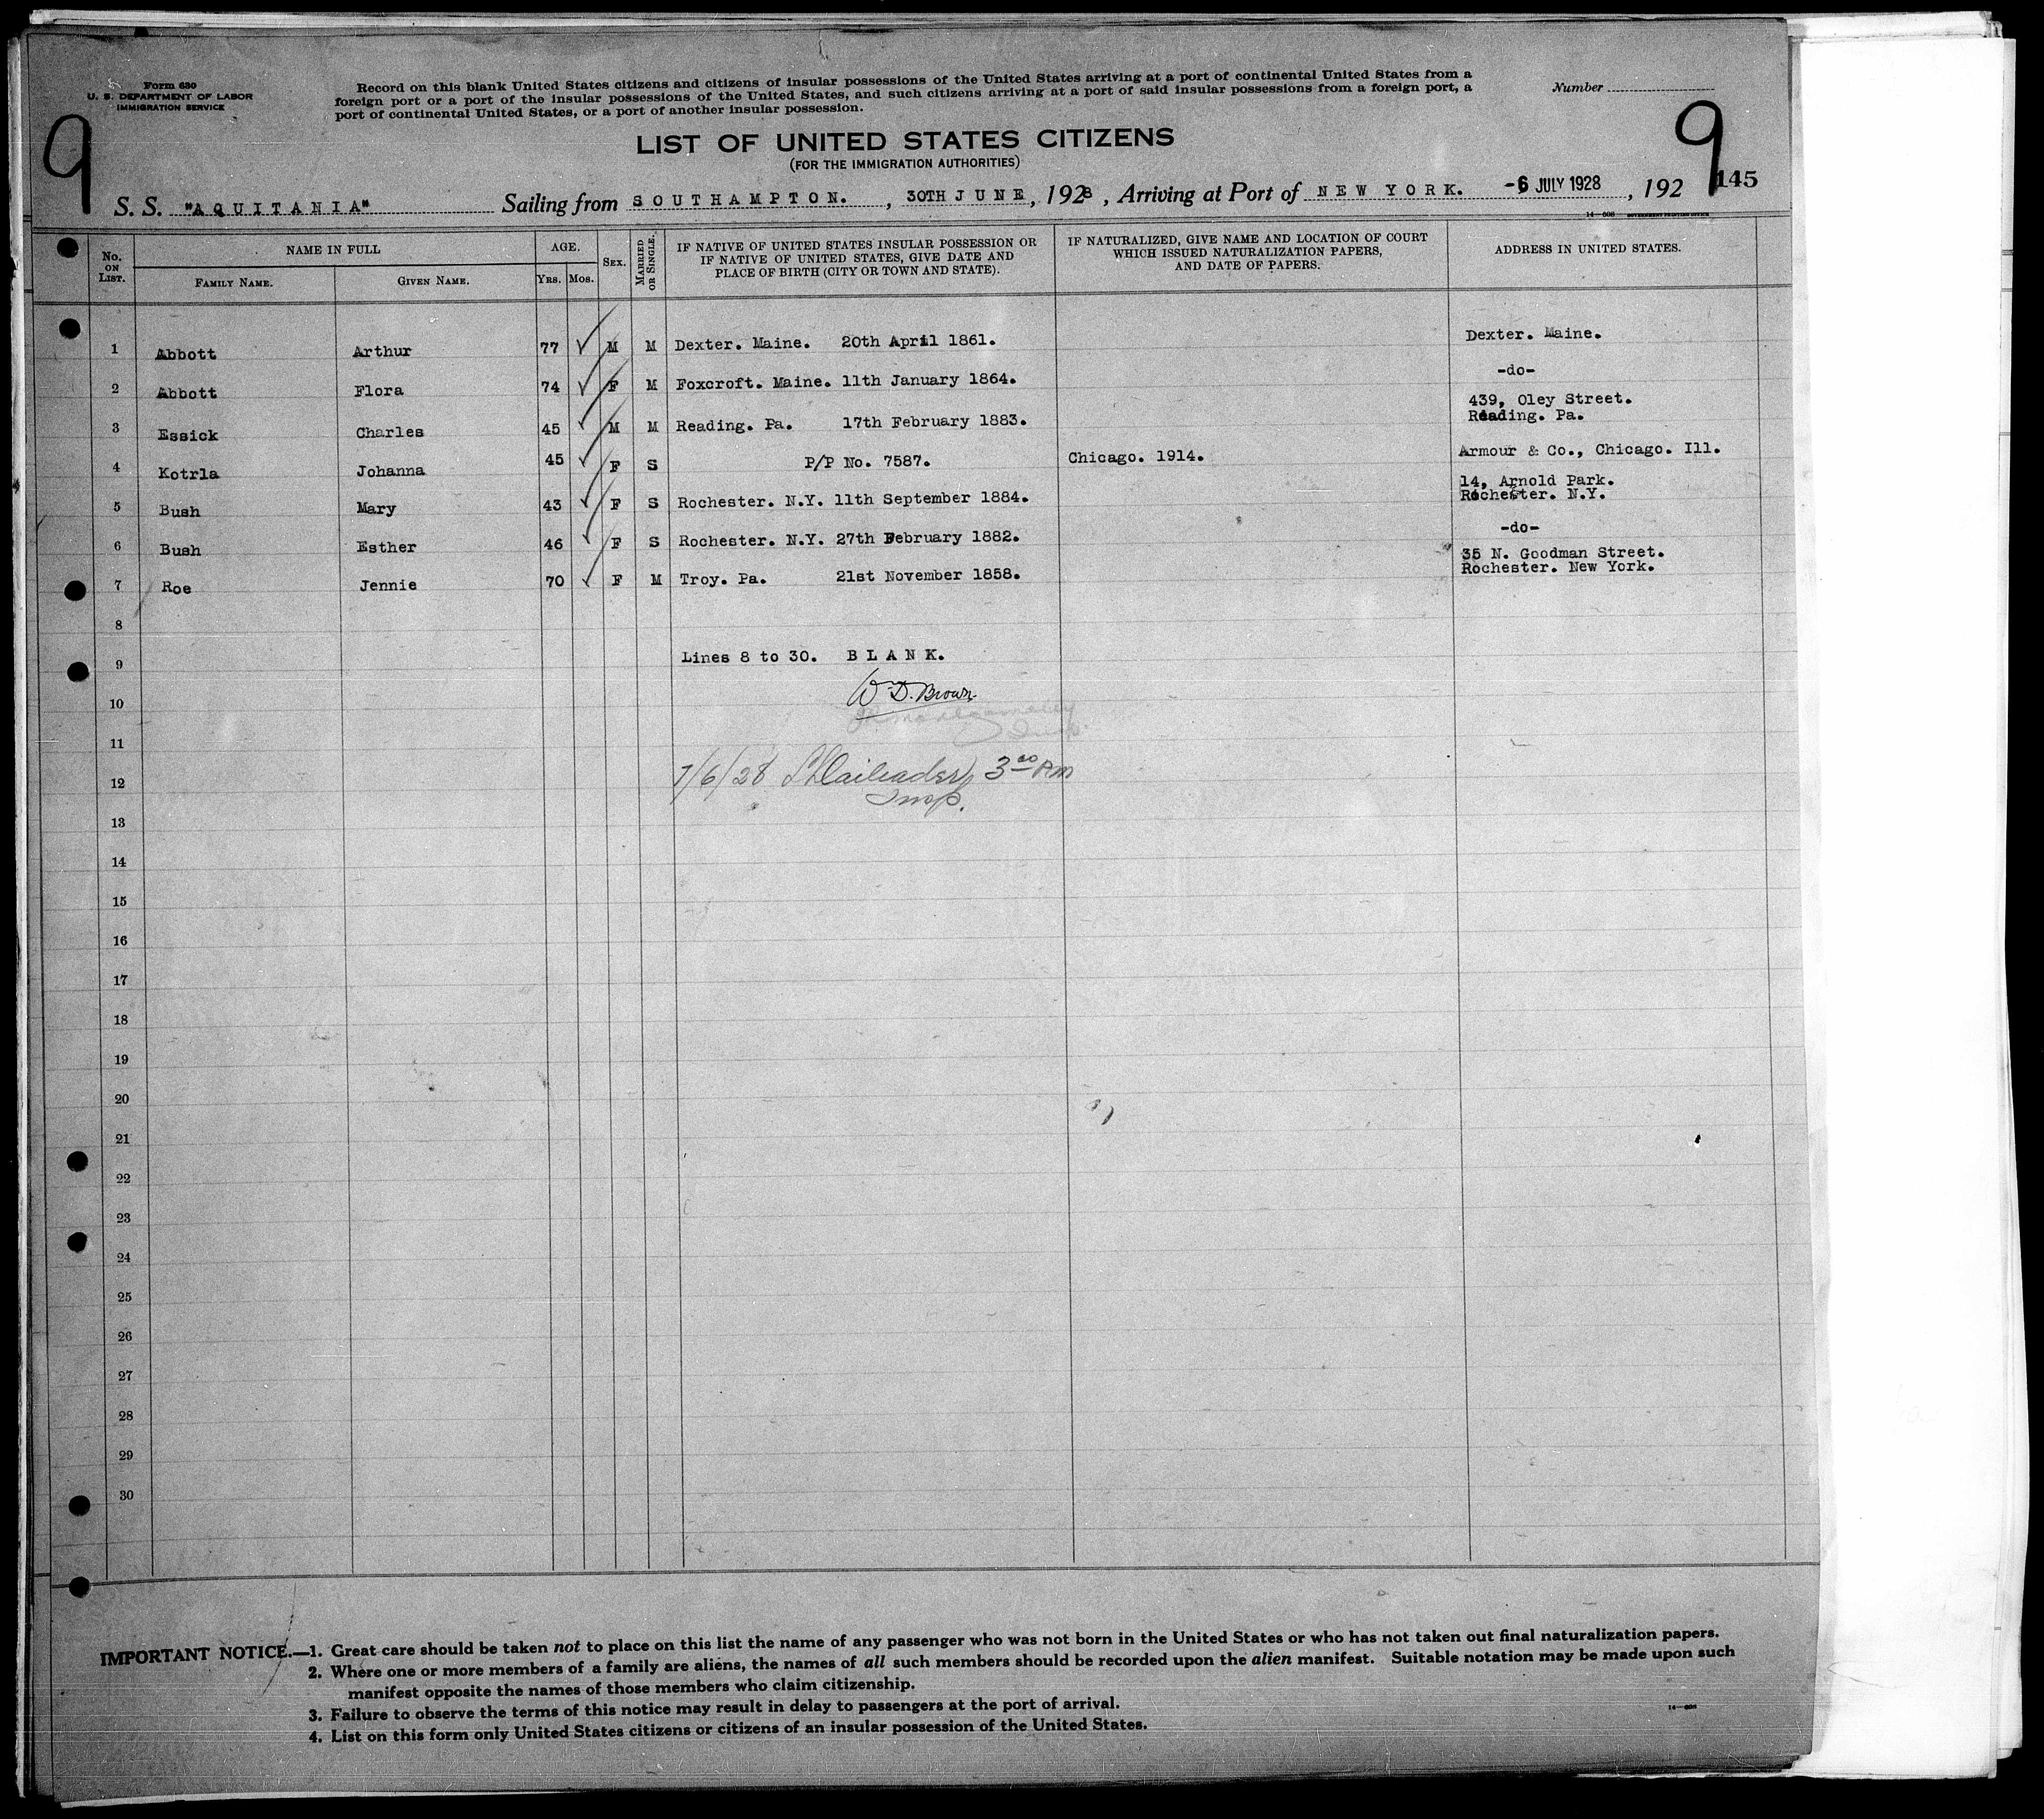 Form 630
U. S. DEPARTMENT OF LABOR
IMMIGRATION SERVICE
Record on this blank United States citizens and citizens of insular possessions of the United States arriving at a port of continental United States from a
foreign port or a port of the insular possessions of the United States, and such citizens arriving at a port of said insular possessions from a foreign port, a
port of continental United States, or a port of another insular possession.
Number
9
9
145
LIST OF UNITED STATES CITIZENS
(FOR THE IMMIGRATION AUTHORITIES)
S. S. "AQUITANIA" Sailing from SOUTHAMPTON. , 30TH JUNE, 1928 , Arriving at Port of NEW YORK. -6 JULY 1928 , 192
14—608 GOVERNMENT PRINTING OFFICE
No. ON LIST. NAME IN FULL FAMILY NAME. GIVEN NAME. AGE. YRS. MOS. SEX. MARRIED OR SINGLE. IF NATIVE OF UNITED STATES INSULAR POSSESSION OR IF NATIVE OF UNITED STATES, GIVE DATE AND PLACE OF BIRTH (CITY OR TOWN AND STATE). IF NATURALIZED, GIVE NAME AND LOCATION OF COURT WHICH ISSUED NATURALIZATION PAPERS, AND DATE OF PAPERS. ADDRESS IN UNITED STATES.
1 Abbott Arthur 77 ✓ M M Dexter. Maine. 20th April 1861. Dexter. Maine.
2 Abbott Flora 74 ✓ F M Foxcroft. Maine. 11th January 1864. -do-
3 Essick Charles 45 ✓ M M Reading. Pa. 17th February 1883. 439, Oley Street. Reading. Pa.
4 Kotrla Johanna 45 ✓ F S P/P No. 7587. Chicago. 1914. Armour & Co., Chicago. Ill.
5 Bush Mary 43 ✓ F S Rochester. N.Y. 11th September 1884. 14, Arnold Park. Rochester. N.Y.
6 Bush Esther 46 ✓ F S Rochester. N.Y. 27th February 1882. -do-
7 Roe Jennie 70 ✓ F M Troy. Pa. 21st November 1858. 35 N. Goodman Street. Rochester. New York.
8
9 Lines 8 to 30. BLANK.
10 W. D. Brown
11
12 7/6/28 3 20 PM
Insp.
13
14
15
16
17
18
19
20
21
22
23
24
25
26
27
28
29
30
IMPORTANT NOTICE.—1. Great care should be taken not to place on this list the name of any passenger who was not born in the United States or who has not taken out final naturalization papers.
2. Where one or more members of a family are aliens, the names of all such members should be recorded upon the alien manifest. Suitable notation may be made upon such
manifest opposite the names of those members who claim citizenship.
3. Failure to observe the terms of this notice may result in delay to passengers at the port of arrival.
4. List on this form only United States citizens or citizens of an insular possession of the United States.
14—608